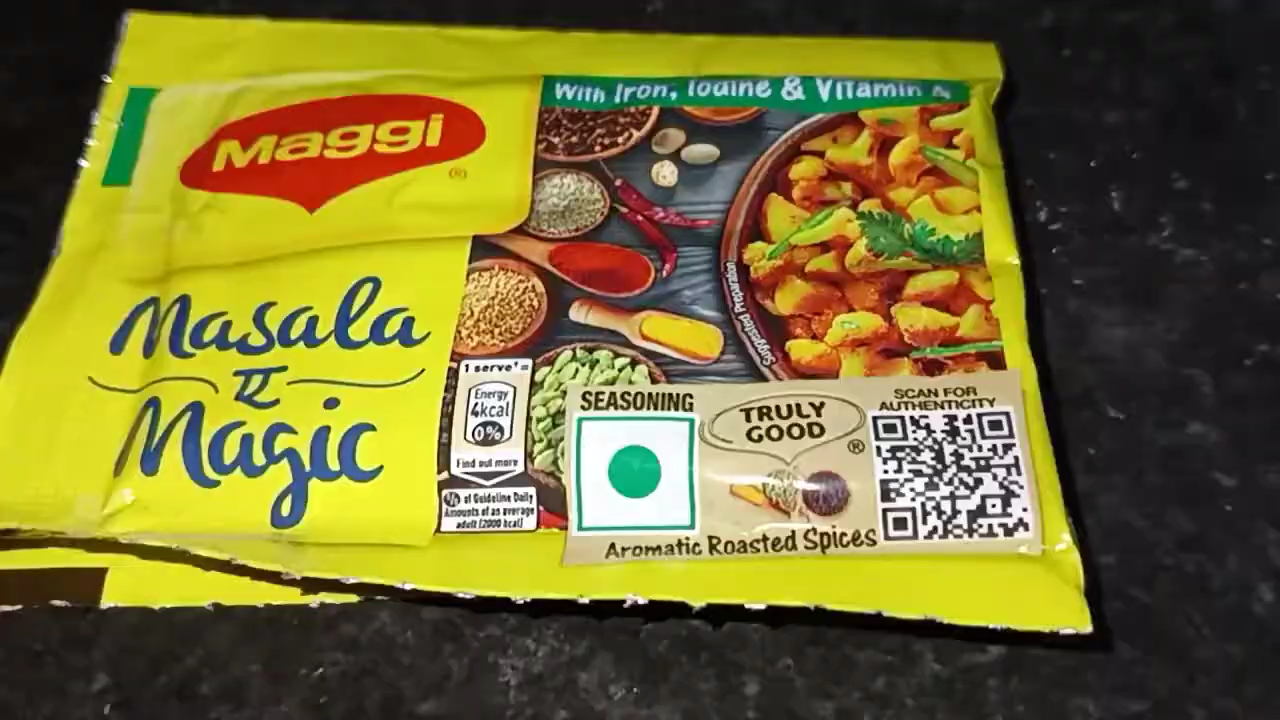 With Iron, Iodine & Vitamin A
Maggi
®
Masala
ए
Magic
Suggested Preparation
1 serve† =
Energy
4kcal
0%
Find out more
% of Guideline Daily
Amounts of an average
adult (2000 kcal)
SEASONING
TRULY
GOOD
®
Aromatic Roasted Spices
SCAN FOR
AUTHENTICITY